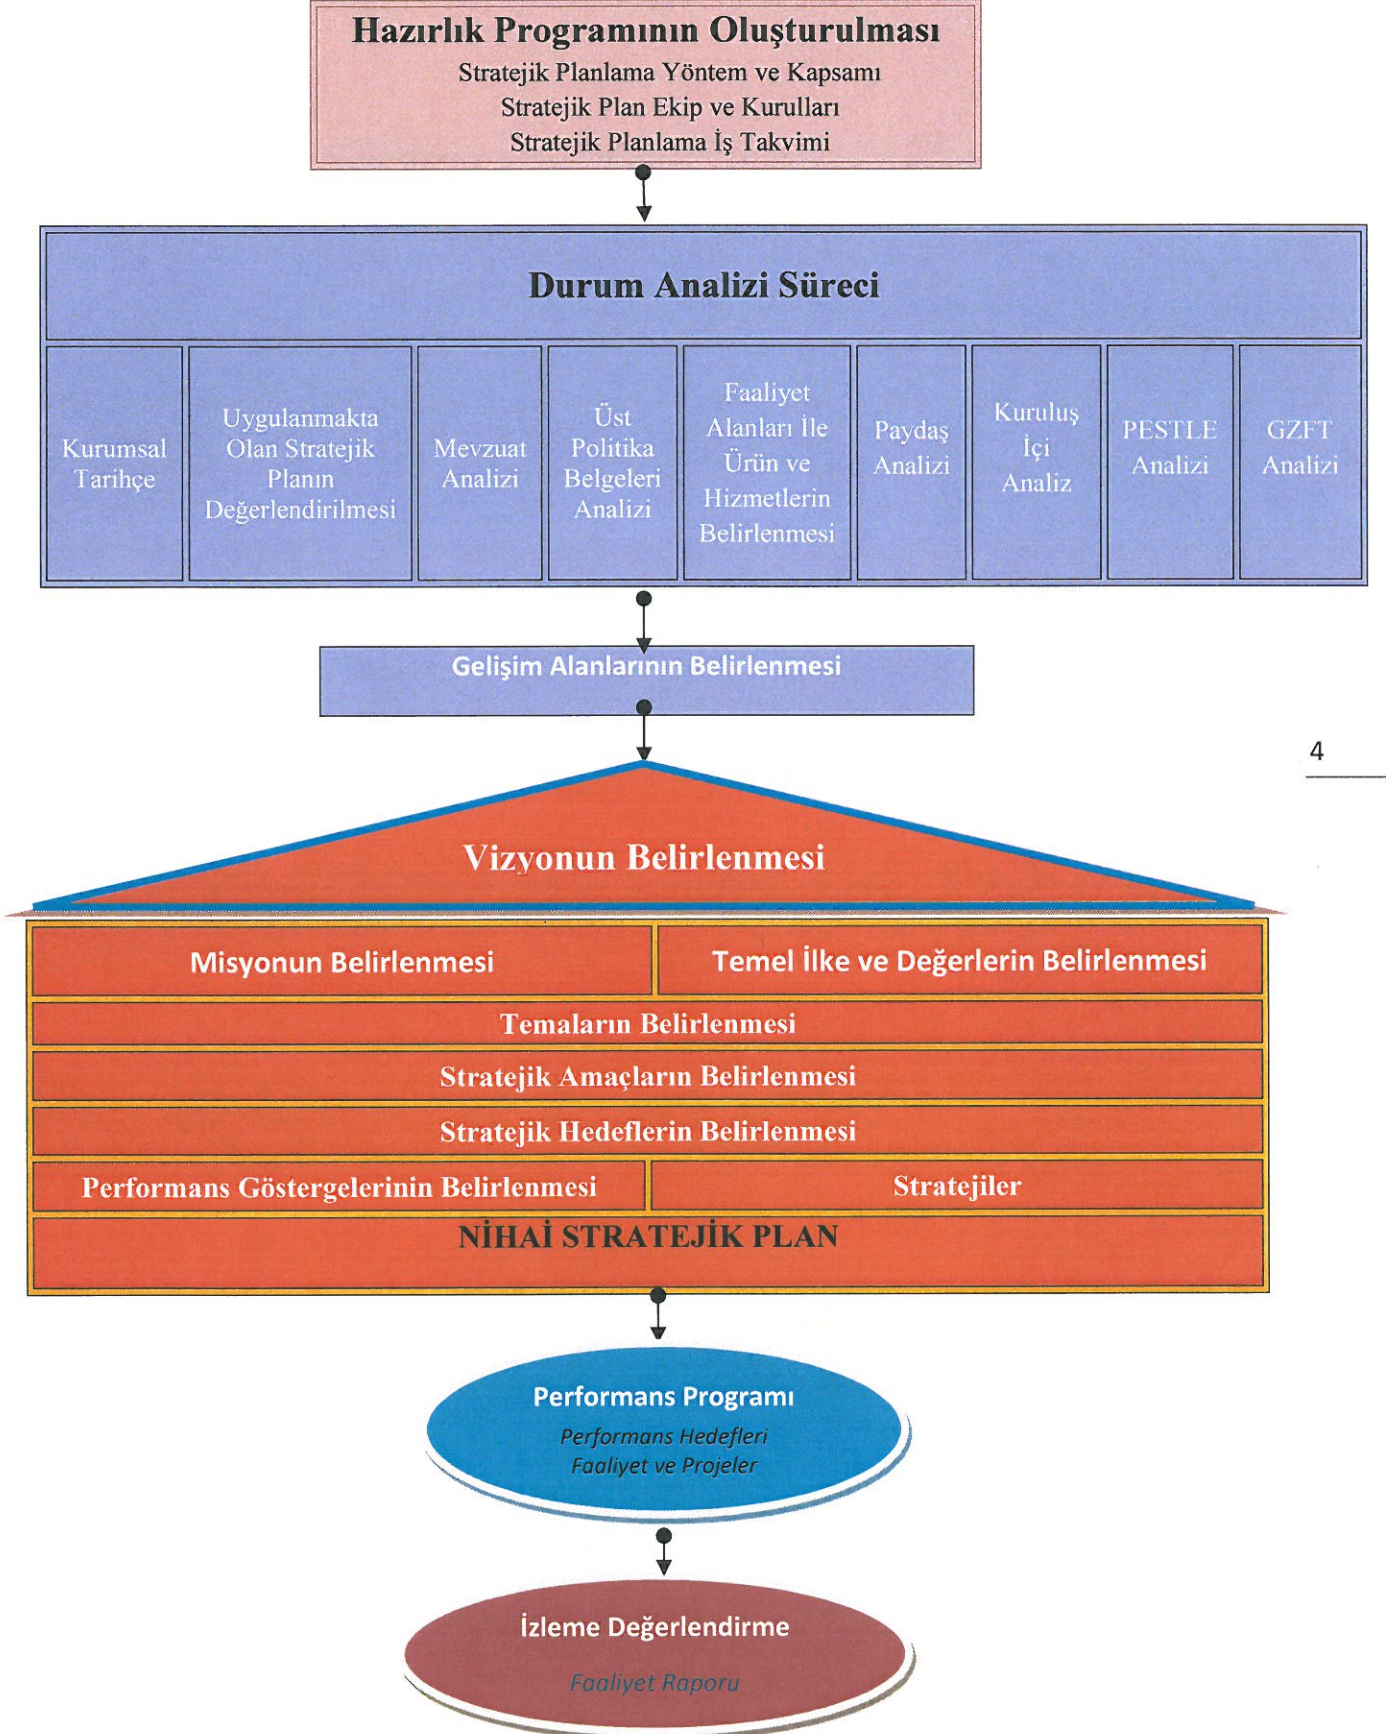 Hazırlık Programının Oluşturulması
Stratejik Planlama Yöntem ve Kapsamı
Stratejik Plan Ekip ve Kurulları
Stratejik Planlama İş Takvimi
Durum Analizi Süreci
Kurumsal
Tarihçe
Uygulanmakta
Olan Stratejik
Planın
Değerlendirilmesi
Mevzuat
Analizi
Üst
Politika
Belgeleri
Analizi
Faaliyet
Alanları İle
Ürün ve
Hizmetlerin
Belirlenmesi
Paydaş
Analizi
Kuruluş
İçi
Analiz
PESTLE
Analizi
GZFT
Analizi
Gelişim Alanlarının Belirlenmesi
4
Vizyonun Belirlenmesi
Misyonun Belirlenmesi
Temel İlke ve Değerlerin Belirlenmesi
Temaların Belirlenmesi
Stratejik Amaçların Belirlenmesi
Stratejik Hedeflerin Belirlenmesi
Performans Göstergelerinin Belirlenmesi
Stratejiler
NİHAİ STRATEJİK PLAN
Performans Programı
Performans Hedefleri
Faaliyet ve Projeler
İzleme Değerlendirme
Faaliyet Raporu